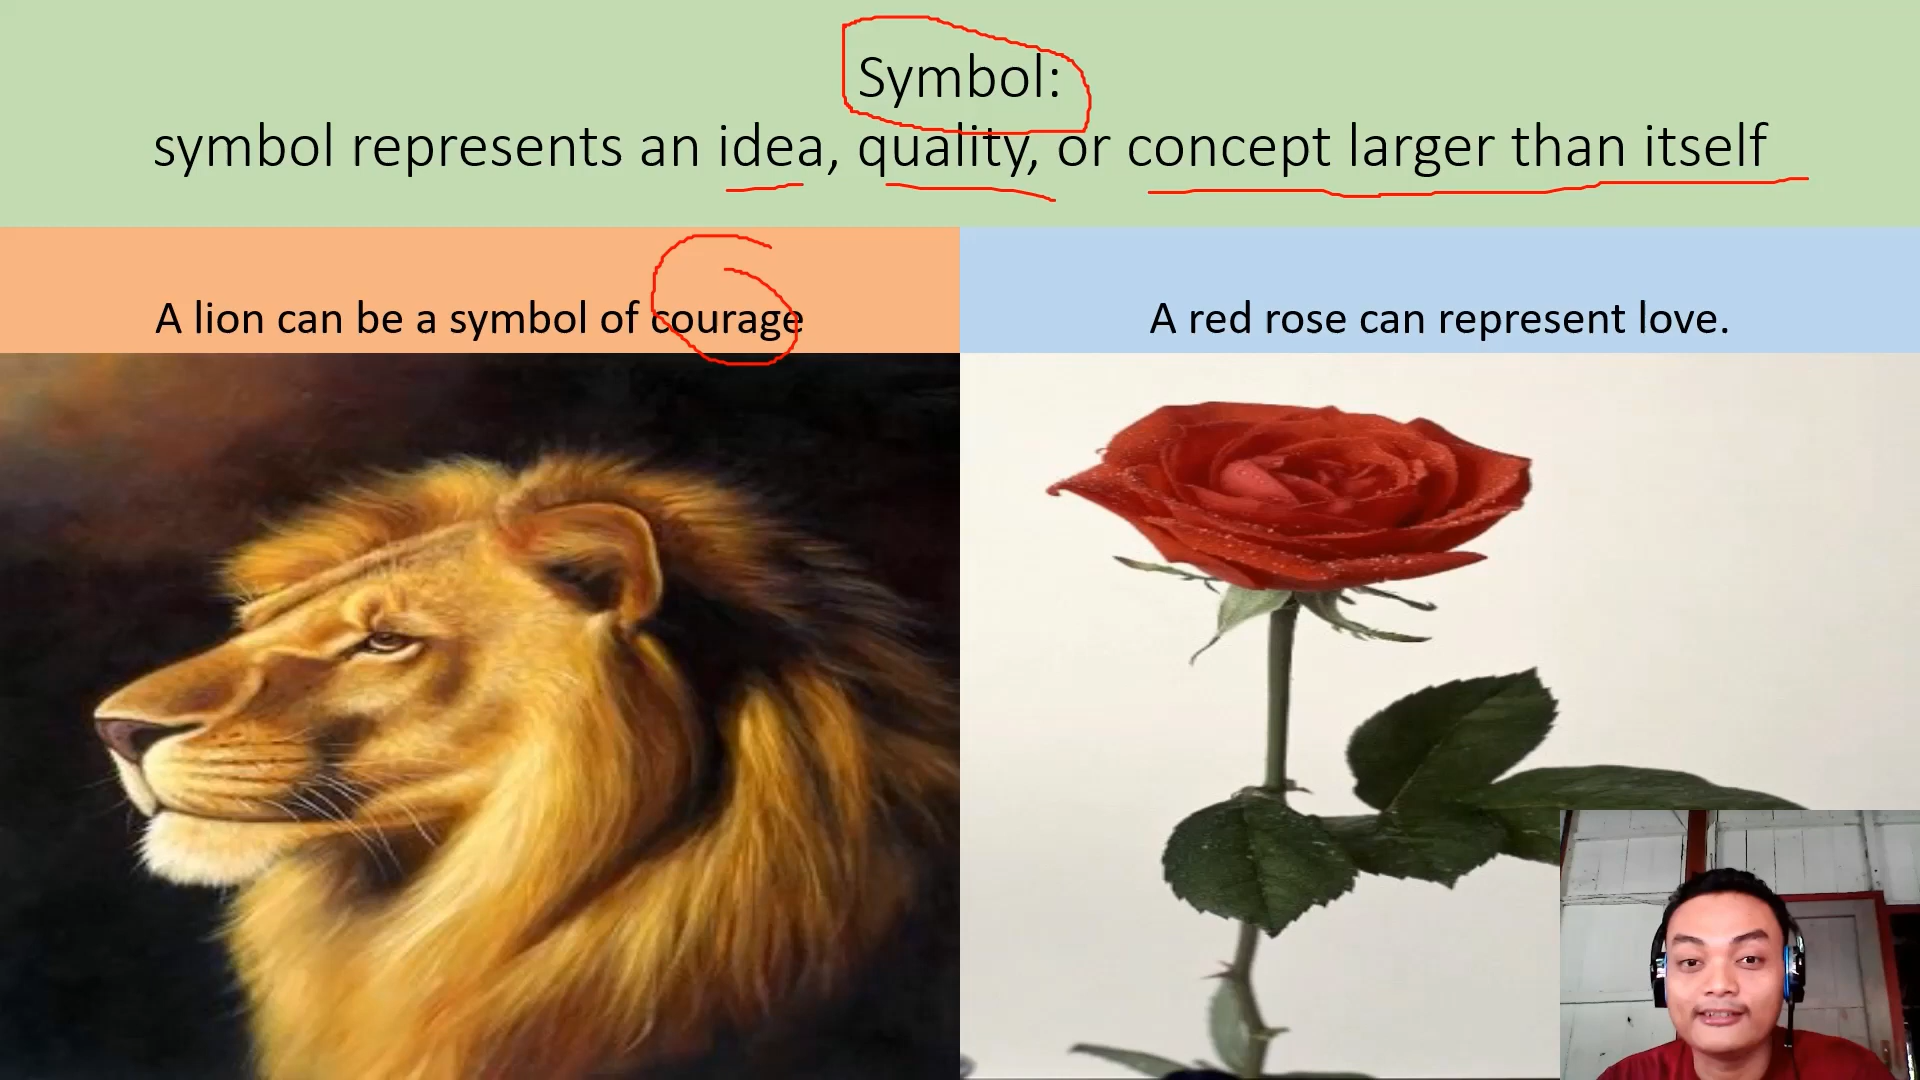 Symbol:
symbol represents an idea, quality, or concept larger than itself
A lion can be a symbol of courage
A red rose can represent love.